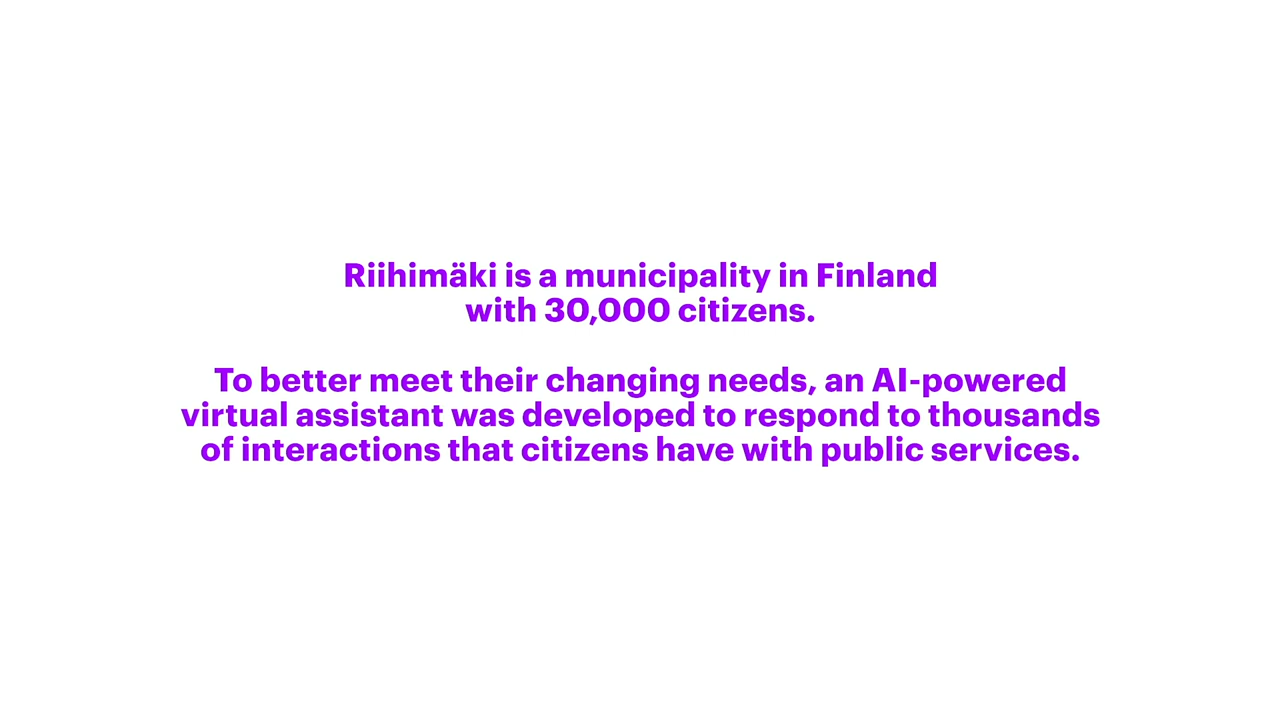 Riihimäki is a municipality in Finland
with 30,000 citizens.
To better meet their changing needs, an AI-powered
virtual assistant was developed to respond to thousands
of interactions that citizens have with public services.